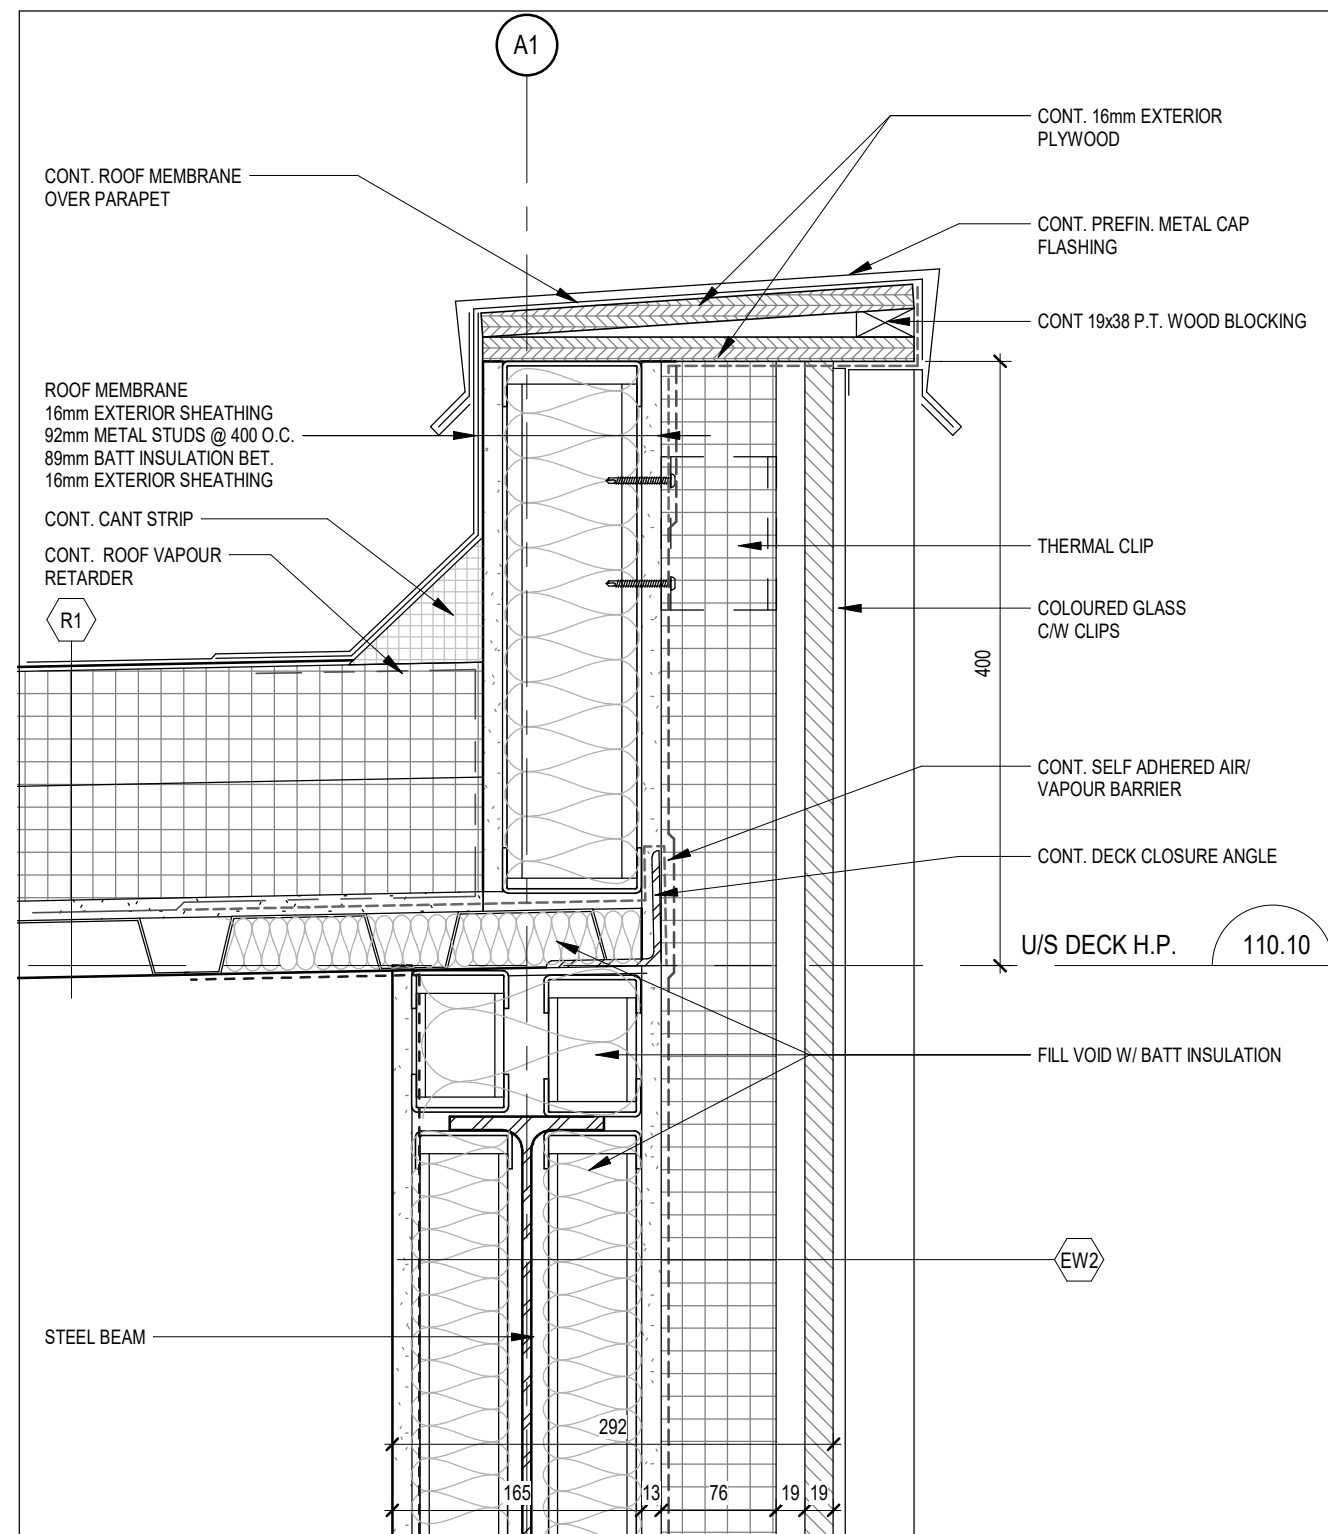 A1
CONT. ROOF MEMBRANE
OVER PARAPET
ROOF MEMBRANE
16mm EXTERIOR SHEATHING
92mm METAL STUDS @ 400 O.C.
89mm BATT INSULATION BET.
16mm EXTERIOR SHEATHING
CONT. CANT STRIP
CONT. ROOF VAPOUR
RETARDER
R1
STEEL BEAM
CONT. 16mm EXTERIOR
PLYWOOD
CONT. PREFIN. METAL CAP
FLASHING
CONT 19x38 P.T. WOOD BLOCKING
THERMAL CLIP
COLOURED GLASS
C/W CLIPS
400
CONT. SELF ADHERED AIR/
VAPOUR BARRIER
CONT. DECK CLOSURE ANGLE
U/S DECK H.P. 110.10
FILL VOID W/ BATT INSULATION
EW2
292
165 13 76 19 19